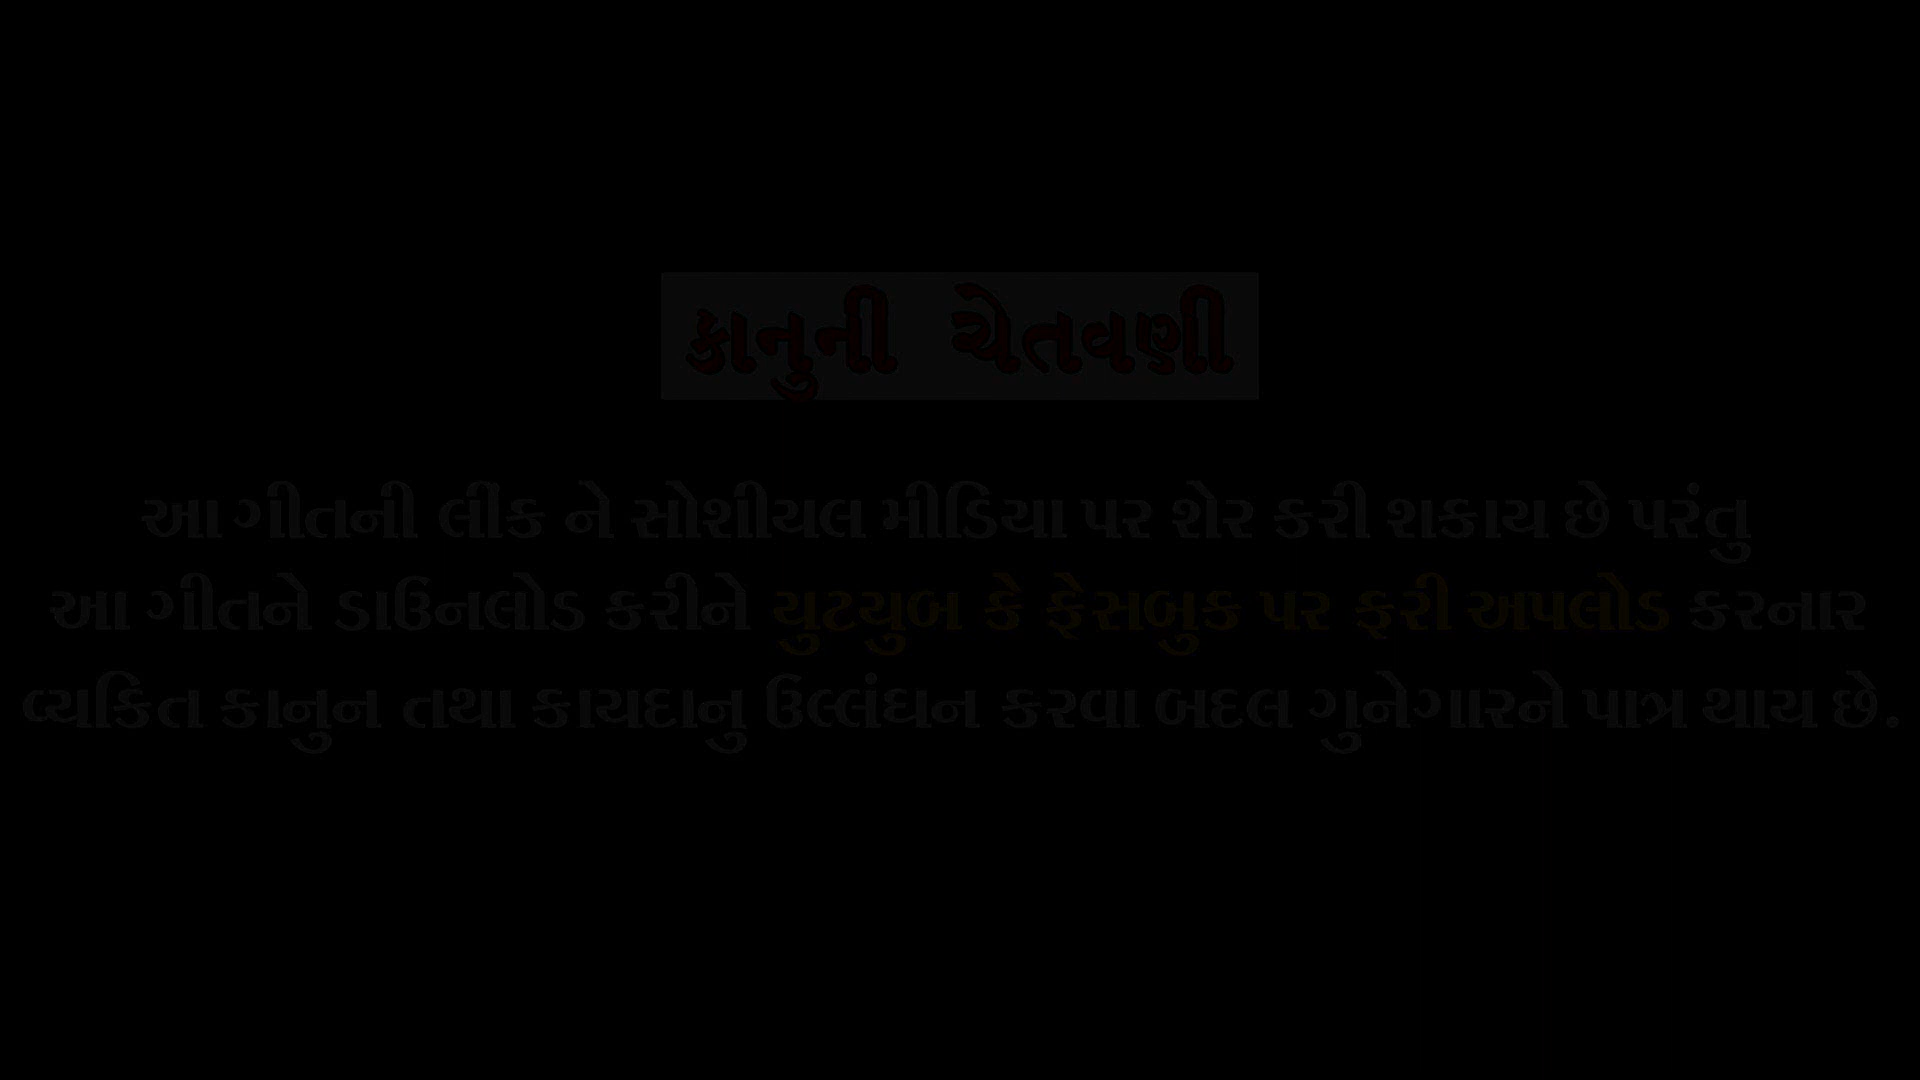 કાનુની ચેતવણી
આ ગીતની લીંક ને સોશીયલ મીડિયા પર શેર કરી શકાય છે પરંતુ
આ ગીતને ડાઉનલોડ કરીને યુટયુબ કે ફેસબુક પર ફરી અપલોડ કરનાર
વ્યકિત કાનુન તથા કાયદાનુ ઉલ્લંઘન કરવા બદલ ગુનેગારને પાત્ર થાય છે.